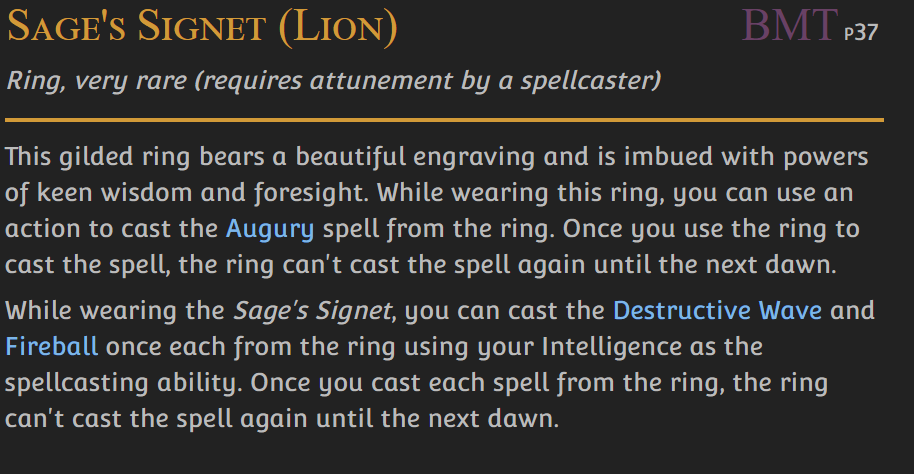 Sage's Signet (Lion) BMT p37
Ring, very rare (requires attunement by a spellcaster)
This gilded ring bears a beautiful engraving and is imbued with powers
of keen wisdom and foresight. While wearing this ring, you can use an
action to cast the Augury spell from the ring. Once you use the ring to
cast the spell, the ring can't cast the spell again until the next dawn.
While wearing the Sage's Signet, you can cast the Destructive Wave and
Fireball once each from the ring using your Intelligence as the
spellcasting ability. Once you cast each spell from the ring, the ring
can't cast the spell again until the next dawn.